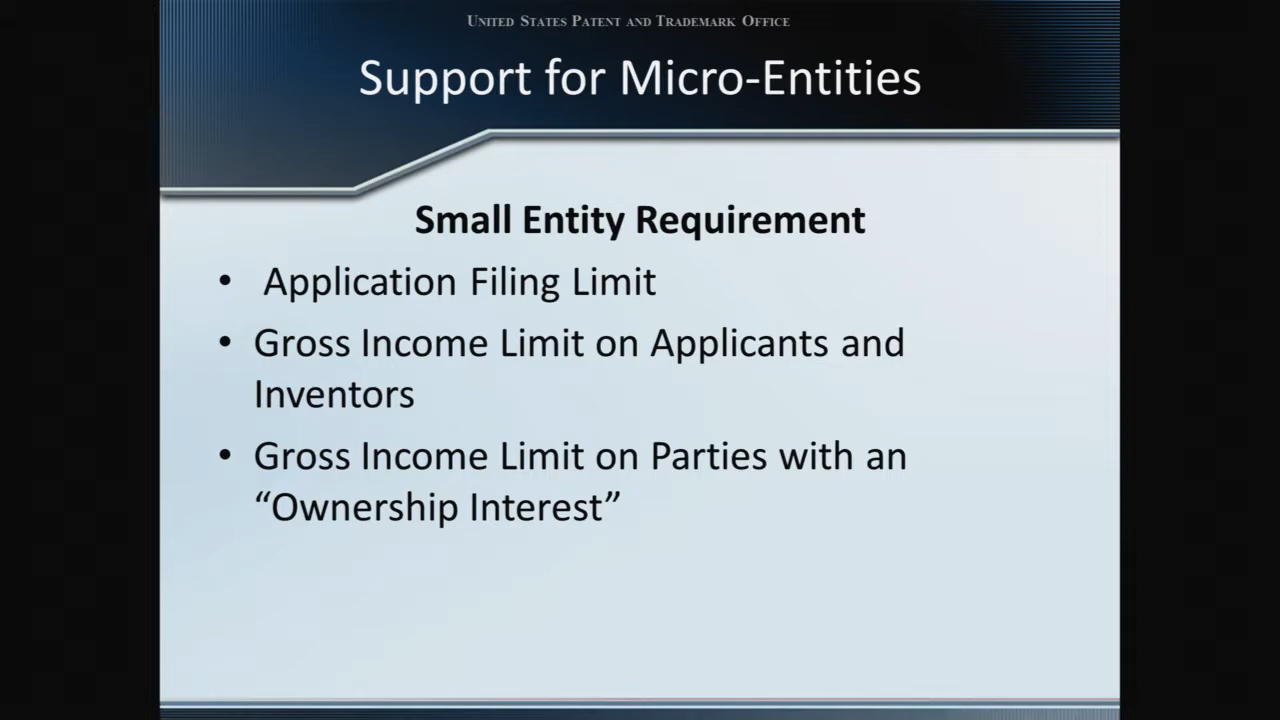 UNITED STATES PATENT AND TRADEMARK OFFICE
Support for Micro-Entities
Small Entity Requirement
• Application Filing Limit
• Gross Income Limit on Applicants and
Inventors
• Gross Income Limit on Parties with an
“Ownership Interest”